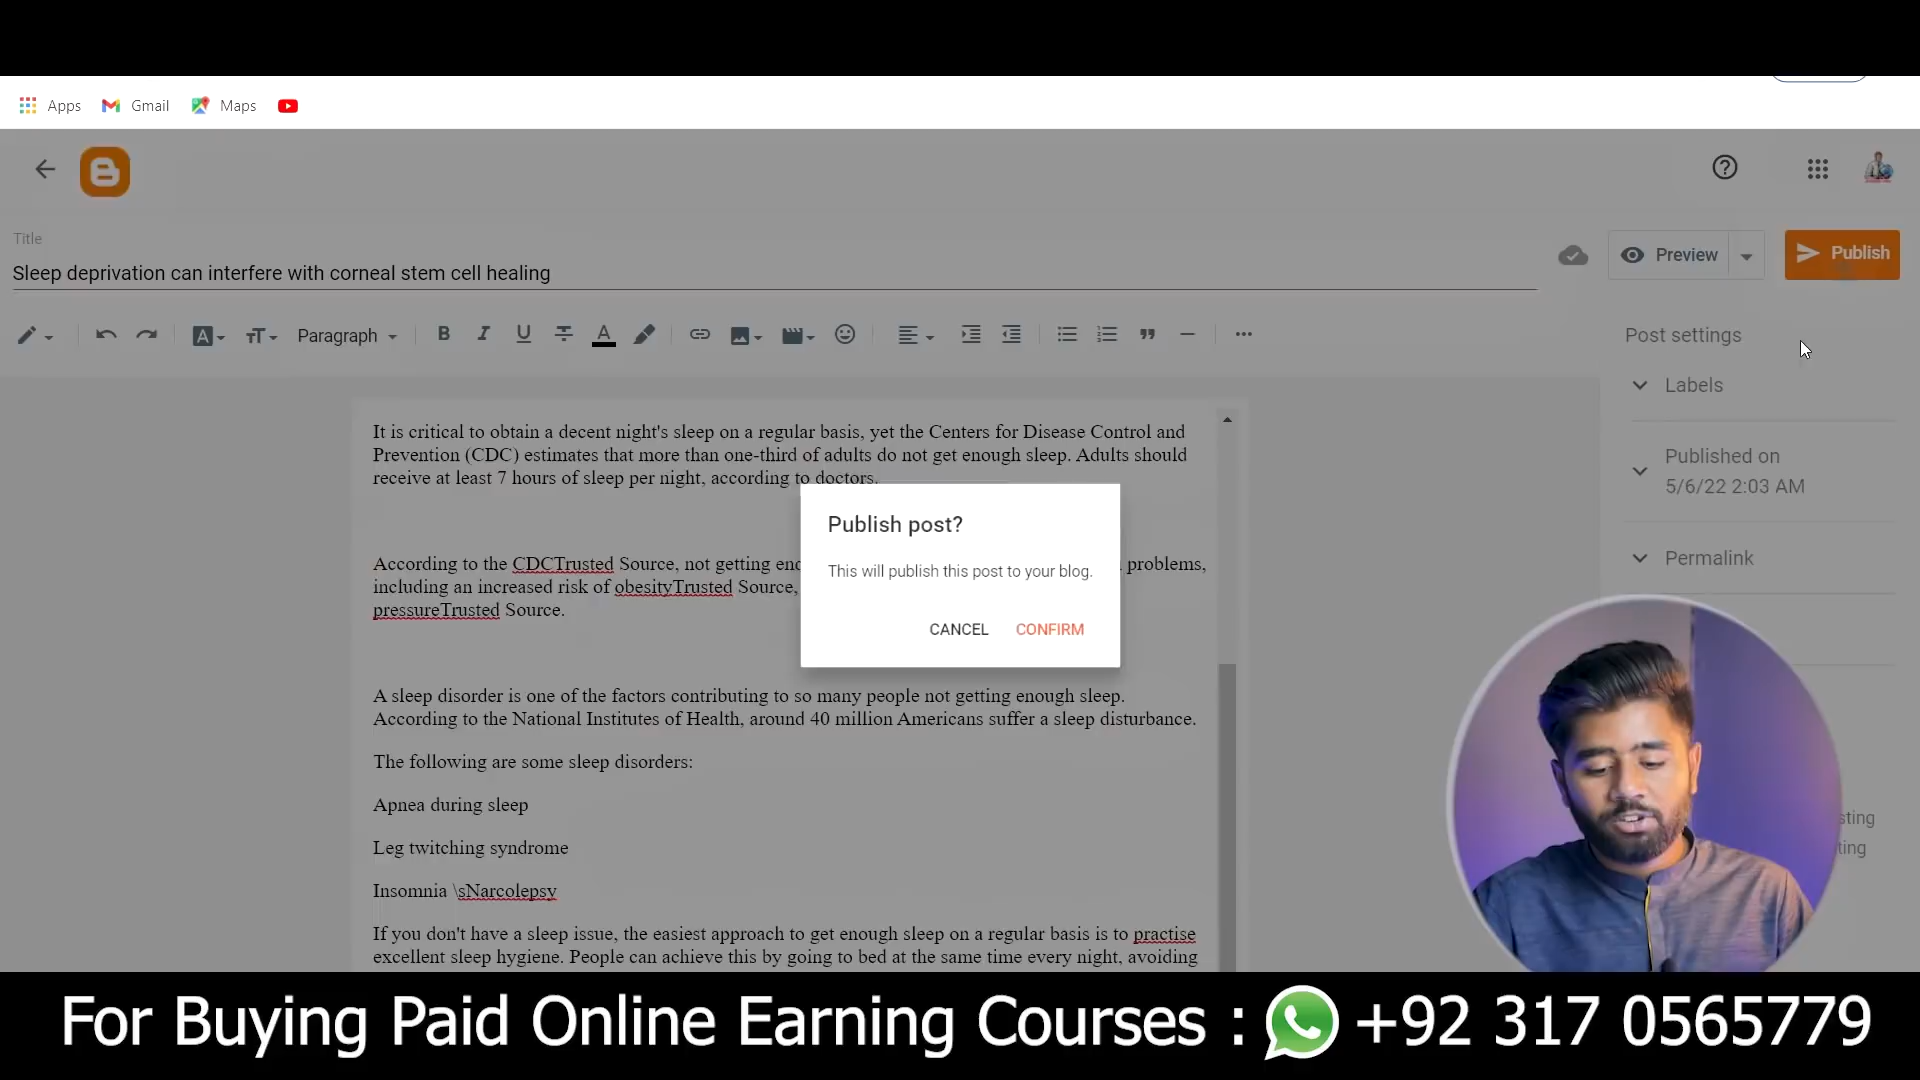 Apps Gmail Maps
Title
Sleep deprivation can interfere with corneal stem cell healing
Preview
Publish
Paragraph
Post settings
Labels
Published on
5/6/22 2:03 AM
Permalink
It is critical to obtain a decent night's sleep on a regular basis, yet the Centers for Disease Control and
Prevention (CDC) estimates that more than one-third of adults do not get enough sleep. Adults should
receive at least 7 hours of sleep per night, according to doctors.
According to the CDCTrusted Source, not getting problems,
including an increased risk of obesityTrusted Source,
pressureTrusted Source.
Publish post?
This will publish this post to your blog.
CANCEL CONFIRM
A sleep disorder is one of the factors contributing to so many people not getting enough sleep.
According to the National Institutes of Health, around 40 million Americans suffer a sleep disturbance.
The following are some sleep disorders:
Apnea during sleep
Leg twitching syndrome
Insomnia \sNarcolepsy
If you don't have a sleep issue, the easiest approach to get enough sleep on a regular basis is to practise
excellent sleep hygiene. People can achieve this by going to bed at the same time every night, avoiding
For Buying Paid Online Earning Courses : +92 317 0565779